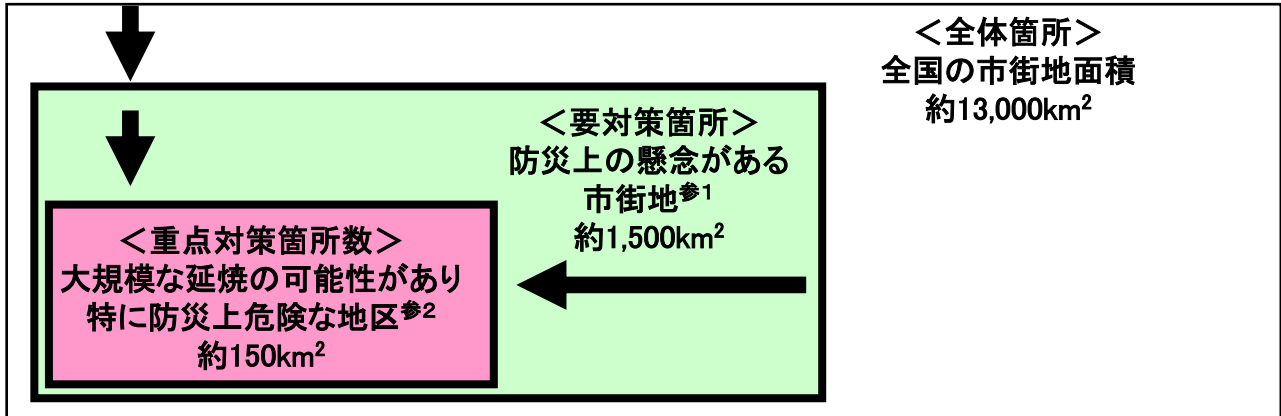 ＜全体箇所＞
全国の市街地面積
約13,000km²
＜要対策箇所＞
防災上の懸念がある
市街地参1
約1,500km²
＜重点対策箇所数＞
大規模な延焼の可能性があり
特に防災上危険な地区参2
約150km²